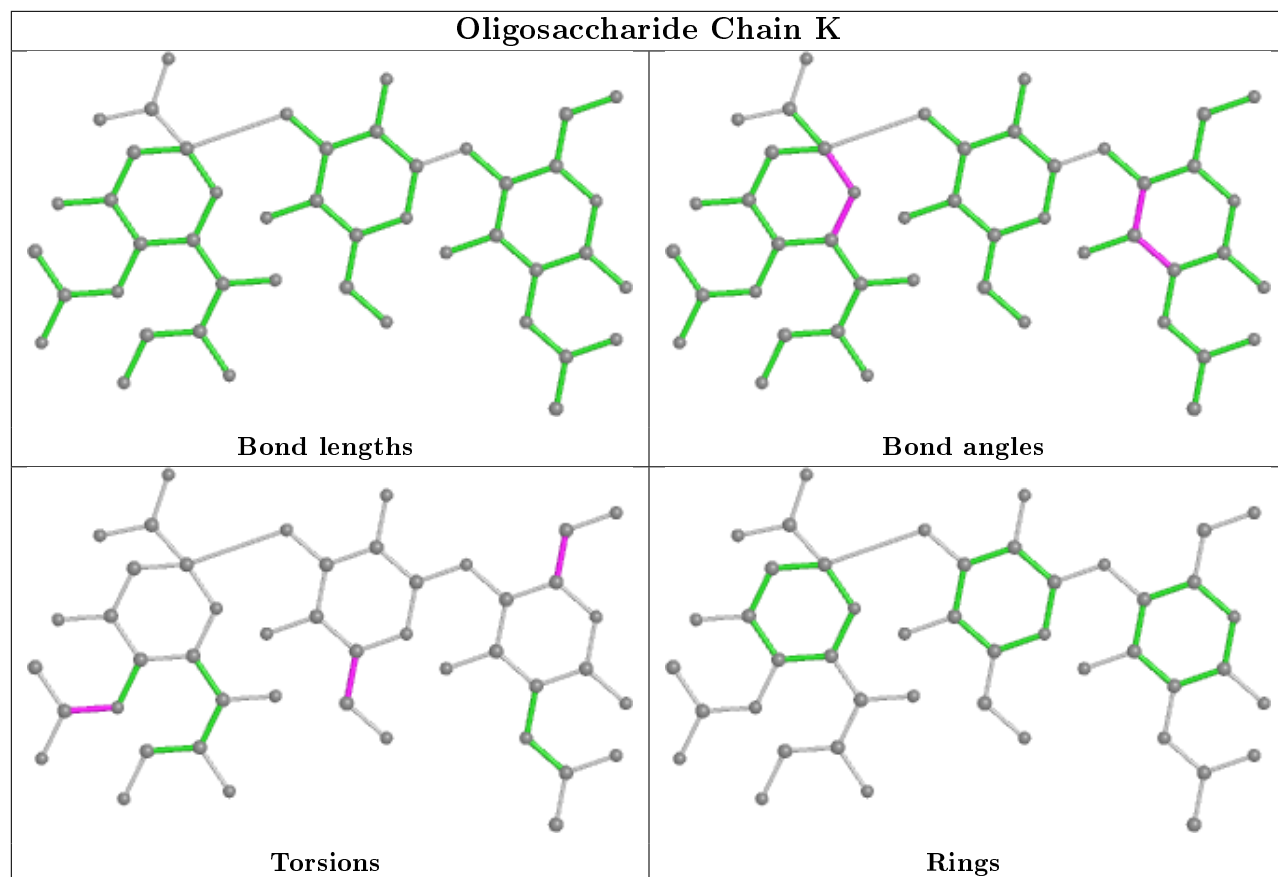 Oligosaccharide Chain K
Bond lengths
Bond angles
Torsions
Rings